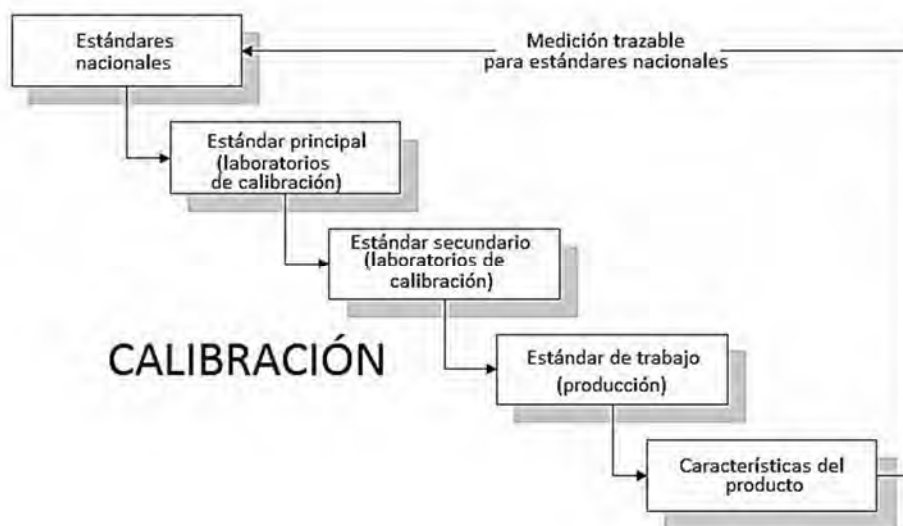 Estándares
nacionales
Medición trazable
para estándares nacionales
Estándar principal
(laboratorios
de calibración)
Estándar secundario
(laboratorios de
calibración)
CALIBRACIÓN
Estándar de trabajo
(producción)
Características del
producto